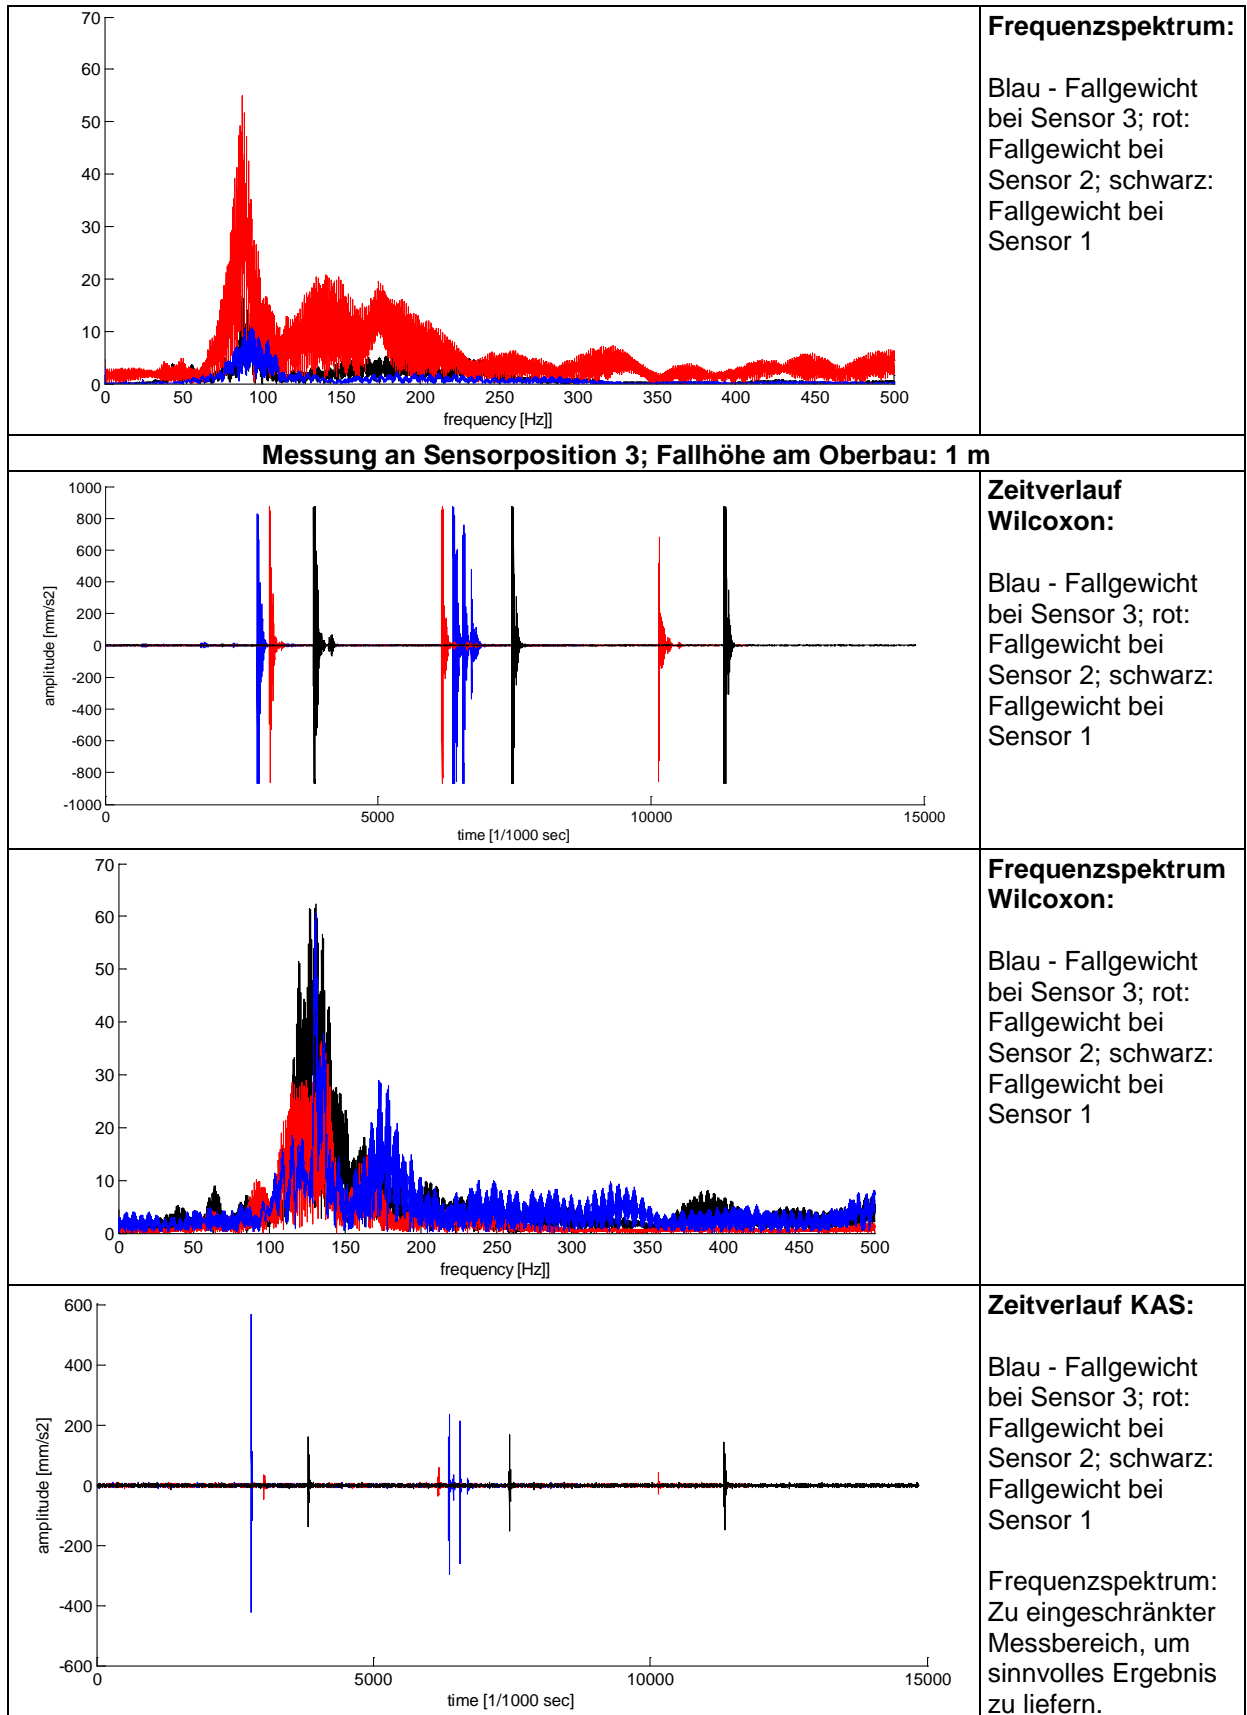 70
60
50
40
30
20
10
0
0 50 100 150 200 250 300 350 400 450 500
frequency [Hz]]
Frequenzspektrum:
Blau - Fallgewicht
bei Sensor 3; rot:
Fallgewicht bei
Sensor 2; schwarz:
Fallgewicht bei
Sensor 1
Messung an Sensorposition 3; Fallhöhe am Oberbau: 1 m
1000
800
600
400
200
0
-200
-400
-600
-800
-1000
amplitude [mm/s2]
0 5000 10000 15000
time [1/1000 sec]
Zeitverlauf
Wilcoxon:
Blau - Fallgewicht
bei Sensor 3; rot:
Fallgewicht bei
Sensor 2; schwarz:
Fallgewicht bei
Sensor 1
70
60
50
40
30
20
10
0
0 50 100 150 200 250 300 350 400 450 500
frequency [Hz]]
Frequenzspektrum
Wilcoxon:
Blau - Fallgewicht
bei Sensor 3; rot:
Fallgewicht bei
Sensor 2; schwarz:
Fallgewicht bei
Sensor 1
600
400
200
0
-200
-400
-600
amplitude [mm/s2]
0 5000 10000 15000
time [1/1000 sec]
Zeitverlauf KAS:
Blau - Fallgewicht
bei Sensor 3; rot:
Fallgewicht bei
Sensor 2; schwarz:
Fallgewicht bei
Sensor 1
Frequenzspektrum:
Zu eingeschränkter
Messbereich, um
sinnvolles Ergebnis
zu liefern.